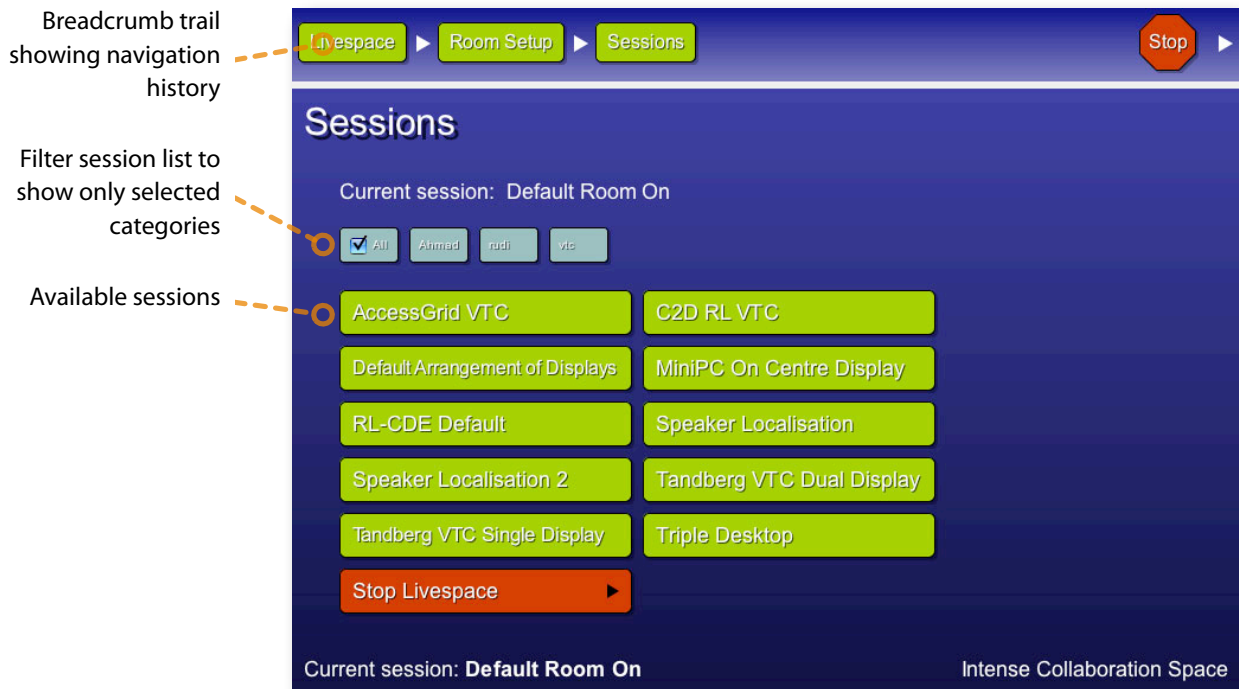 Breadcrumb trail
showing navigation
history
Livespace Room Setup Sessions Stop
Sessions
Filter session list to
show only selected
categories
Current session: Default Room On
All Ahmad rudi vtc
Available sessions
AccessGrid VTC C2D RL VTC
Default Arrangement of Displays MiniPC On Centre Display
RL-CDE Default Speaker Localisation
Speaker Localisation 2 Tandberg VTC Dual Display
Tandberg VTC Single Display Triple Desktop
Stop Livespace
Current session: Default Room On Intense Collaboration Space